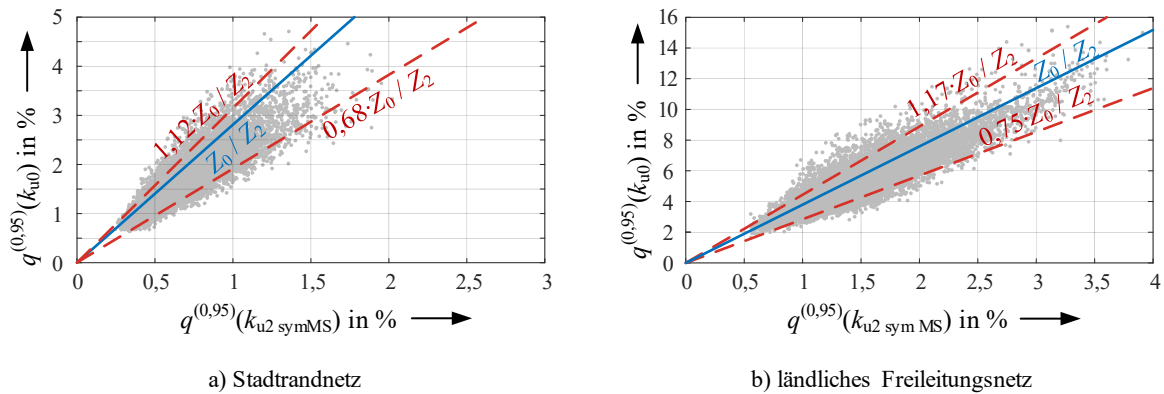 5
4
3
2
1
0
q^(0,95)(k_u0) in %
1,12·Z_0 / Z_2
Z_0 / Z_2
0,68·Z_0 / Z_2
0 0,5 1 1,5 2 2,5 3
q^(0,95)(k_u2 symMS) in %
a) Stadtrandnetz
16
14
12
10
8
6
4
2
0
q^(0,95)(k_u0) in %
1,17·Z_0 / Z_2
Z_0 / Z_2
0,75·Z_0 / Z_2
0 0,5 1 1,5 2 2,5 3 3,5 4
q^(0,95)(k_u2 sym MS) in %
b) ländliches Freileitungsnetz